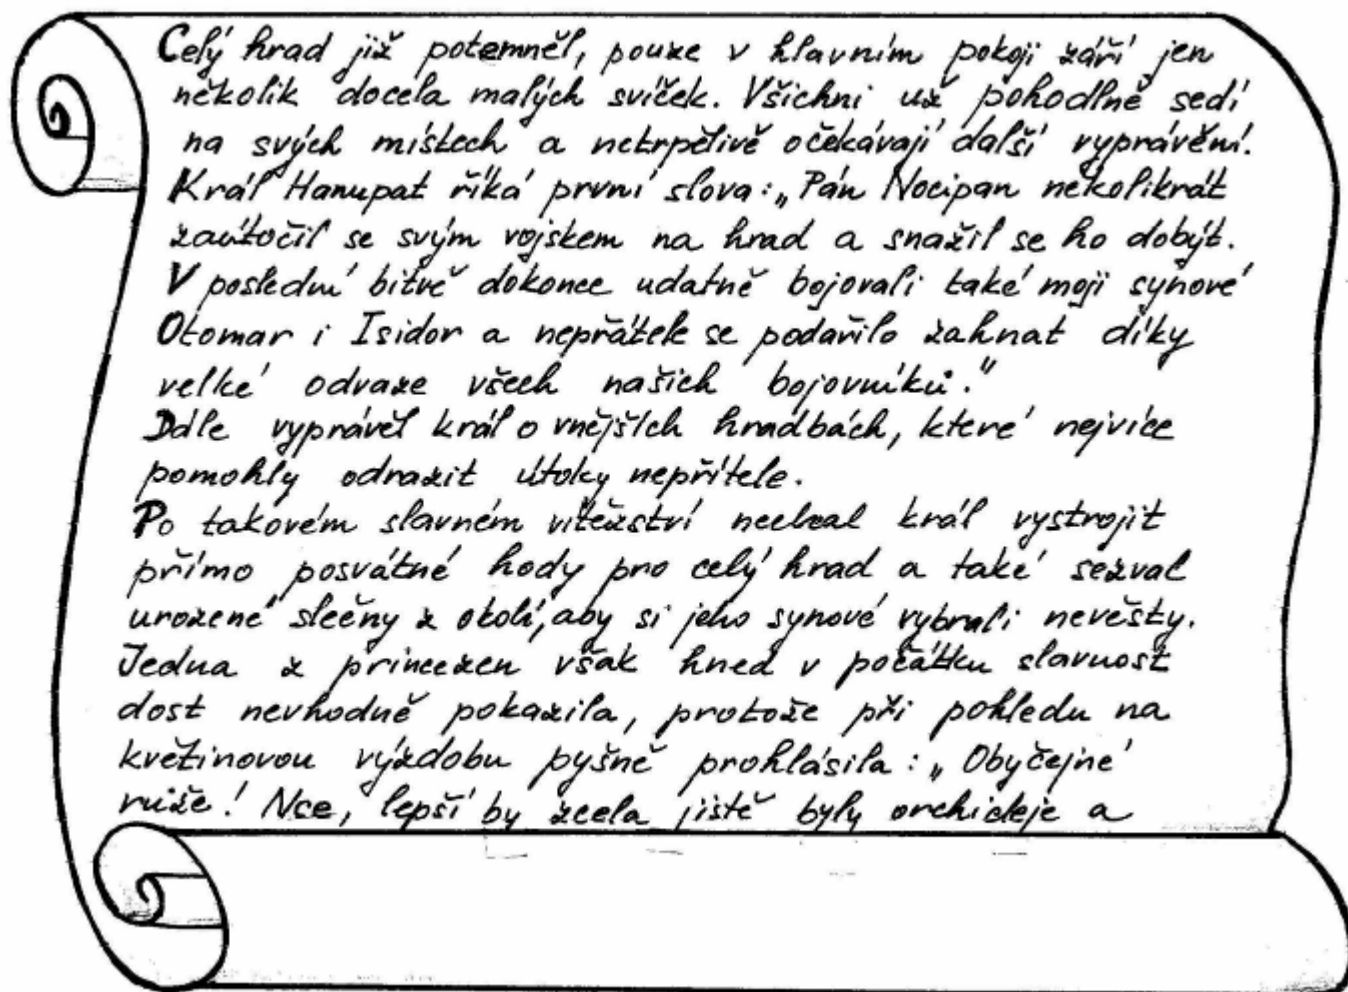 Celý hrad již potemněl, pouze v hlavním pokoji září jen
několik docela malých svíček. Všichni už pohodlně sedí
na svých místech a netrpělivě očekávají další vyprávění.
Král Hanupat říká první slova: „Pán Nocipan několikrát
zaútočil se svým vojskem na hrad a snažil se ho dobýt.
V poslední bitvě dokonce udatně bojovali také moji synové
Otomar i Isidor a nepřátele se podařilo zahnat díky
velké odvaze všech našich bojovníků."
Dále vyprávěl král o vnějších hradbách, které nejvíce
pomohly odrazit útoky nepřítele.
Po takovém slavném vítězství nechal král vystrojit
přímo posvátné hody pro celý hrad a také sezval
urozené slečny z okolí, aby si jeho synové vybrali nevěsty.
Jedna z princezen však hned v počátku slavnost
dost nevhodně pokazila, protože při pohledu na
květinovou výzdobu pyšně prohlásila: „Obyčejné
růže! Nce, lepší by zcela jistě byly orchideje a